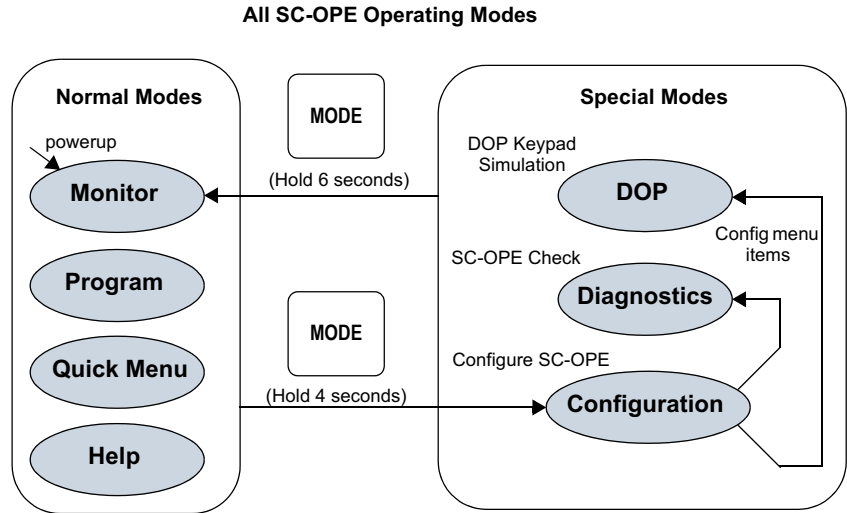 All SC-OPE Operating Modes
Normal Modes
powerup
Monitor
Program
Quick Menu
Help
MODE
(Hold 6 seconds)
MODE
(Hold 4 seconds)
Special Modes
DOP Keypad
Simulation
DOP
Config menu
items
SC-OPE Check
Diagnostics
Configure SC-OPE
Configuration